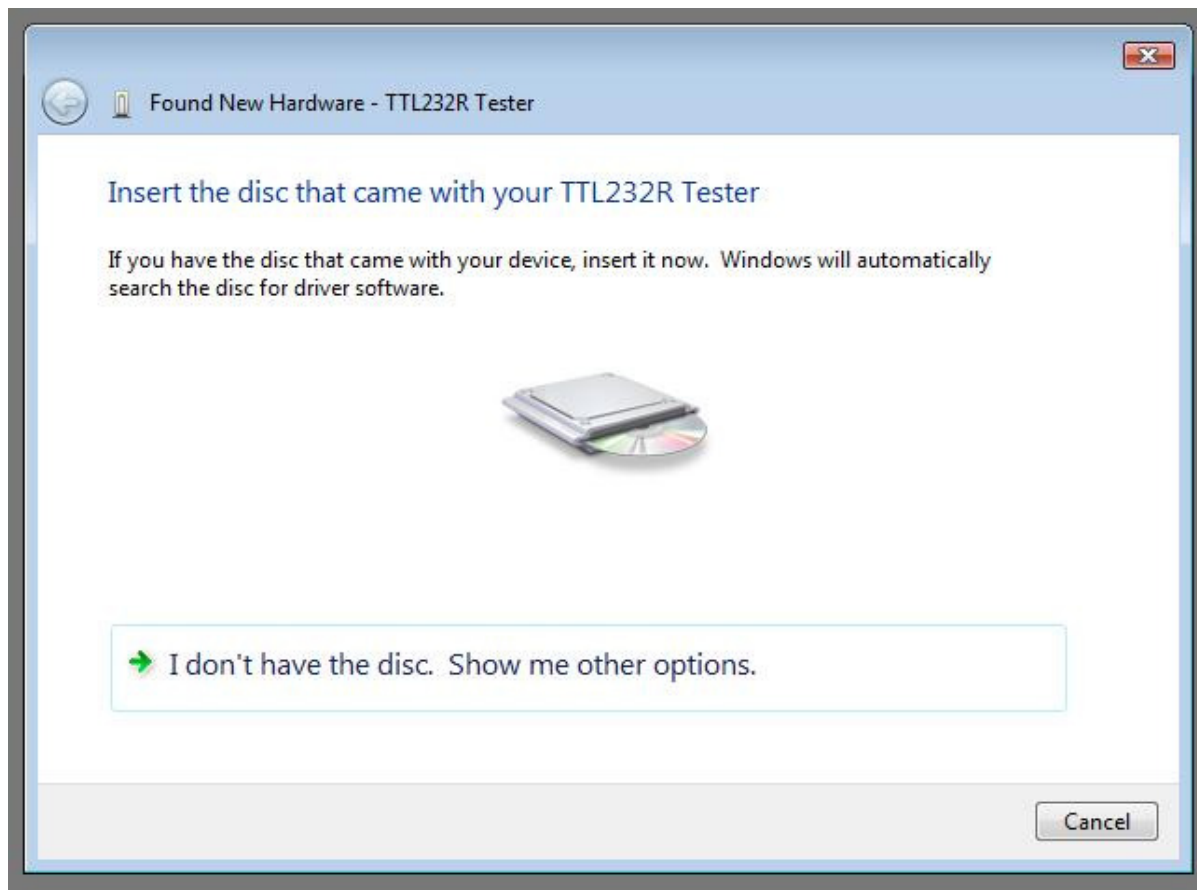 Found New Hardware - TTL232R Tester
Insert the disc that came with your TTL232R Tester
If you have the disc that came with your device, insert it now.  Windows will automatically
search the disc for driver software.
I don't have the disc.  Show me other options.
Cancel